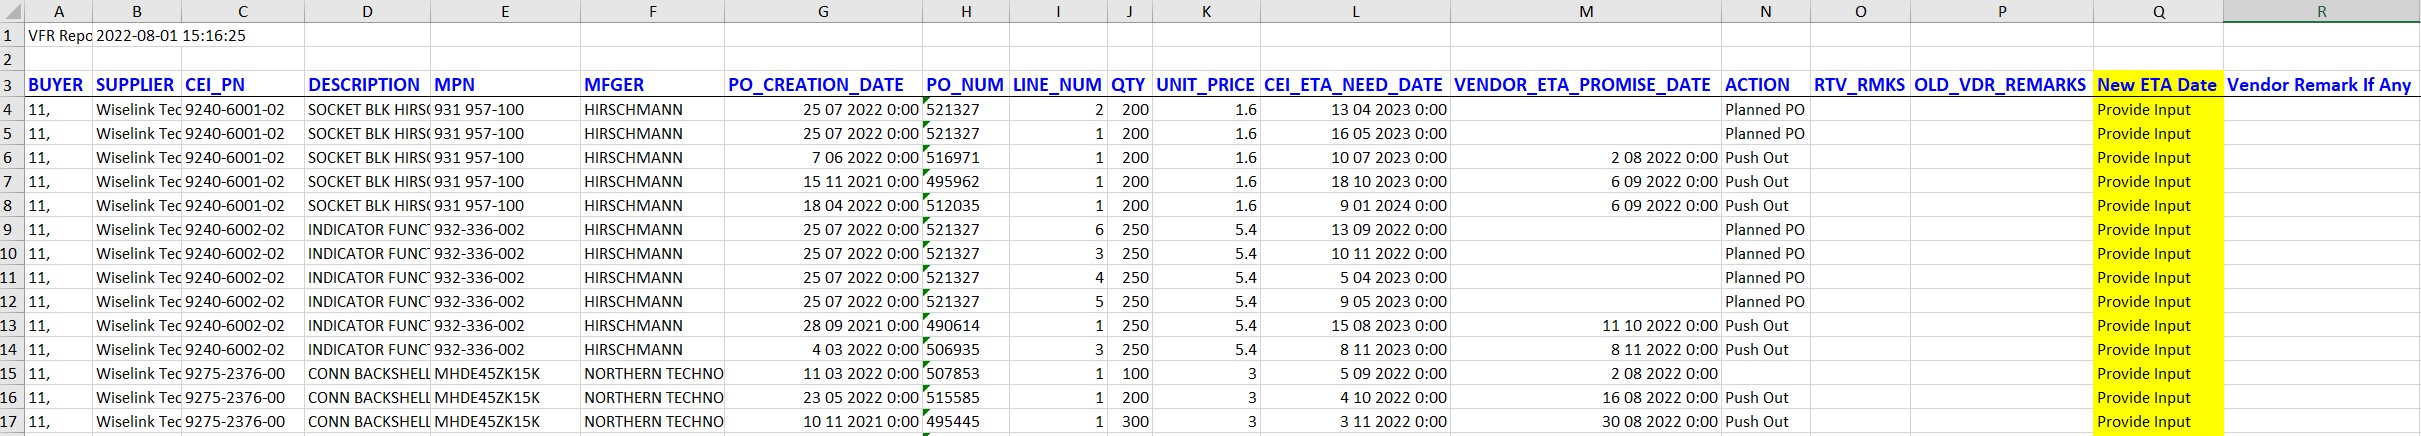 A B C D E F G H I J K L M N O P Q R
1 VFR Repo 2022-08-01 15:16:25
2
3 BUYER SUPPLIER CEI_PN DESCRIPTION MPN MFGER PO_CREATION_DATE PO_NUM LINE_NUM QTY UNIT_PRICE CEI_ETA_NEED_DATE VENDOR_ETA_PROMISE_DATE ACTION RTV_RMKS OLD_VDR_REMARKS New ETA Date Vendor Remark If Any
4 11, Wiselink Tec 9240-6001-02 SOCKET BLK HIRSC 931 957-100 HIRSCHMANN 25 07 2022 0:00 521327 2 200 1.6 13 04 2023 0:00 Planned PO Provide Input
5 11, Wiselink Tec 9240-6001-02 SOCKET BLK HIRSC 931 957-100 HIRSCHMANN 25 07 2022 0:00 521327 1 200 1.6 16 05 2023 0:00 Planned PO Provide Input
6 11, Wiselink Tec 9240-6001-02 SOCKET BLK HIRSC 931 957-100 HIRSCHMANN 7 06 2022 0:00 516971 1 200 1.6 10 07 2023 0:00 2 08 2022 0:00 Push Out Provide Input
7 11, Wiselink Tec 9240-6001-02 SOCKET BLK HIRSC 931 957-100 HIRSCHMANN 15 11 2021 0:00 495962 1 200 1.6 18 10 2023 0:00 6 09 2022 0:00 Push Out Provide Input
8 11, Wiselink Tec 9240-6001-02 SOCKET BLK HIRSC 931 957-100 HIRSCHMANN 18 04 2022 0:00 512035 1 200 1.6 9 01 2024 0:00 6 09 2022 0:00 Push Out Provide Input
9 11, Wiselink Tec 9240-6002-02 INDICATOR FUNCT 932-336-002 HIRSCHMANN 25 07 2022 0:00 521327 6 250 5.4 13 09 2022 0:00 Planned PO Provide Input
10 11, Wiselink Tec 9240-6002-02 INDICATOR FUNCT 932-336-002 HIRSCHMANN 25 07 2022 0:00 521327 3 250 5.4 10 11 2022 0:00 Planned PO Provide Input
11 11, Wiselink Tec 9240-6002-02 INDICATOR FUNCT 932-336-002 HIRSCHMANN 25 07 2022 0:00 521327 4 250 5.4 5 04 2023 0:00 Planned PO Provide Input
12 11, Wiselink Tec 9240-6002-02 INDICATOR FUNCT 932-336-002 HIRSCHMANN 25 07 2022 0:00 521327 5 250 5.4 9 05 2023 0:00 Planned PO Provide Input
13 11, Wiselink Tec 9240-6002-02 INDICATOR FUNCT 932-336-002 HIRSCHMANN 28 09 2021 0:00 490614 1 250 5.4 15 08 2023 0:00 11 10 2022 0:00 Push Out Provide Input
14 11, Wiselink Tec 9240-6002-02 INDICATOR FUNCT 932-336-002 HIRSCHMANN 4 03 2022 0:00 506935 3 250 5.4 8 11 2023 0:00 8 11 2022 0:00 Push Out Provide Input
15 11, Wiselink Tec 9275-2376-00 CONN BACKSHELL MHDE45ZK15K NORTHERN TECHNO 11 03 2022 0:00 507853 1 100 3 5 09 2022 0:00 2 08 2022 0:00 Provide Input
16 11, Wiselink Tec 9275-2376-00 CONN BACKSHELL MHDE45ZK15K NORTHERN TECHNO 23 05 2022 0:00 515585 1 200 3 4 10 2022 0:00 16 08 2022 0:00 Push Out Provide Input
17 11, Wiselink Tec 9275-2376-00 CONN BACKSHELL MHDE45ZK15K NORTHERN TECHNO 10 11 2021 0:00 495445 1 300 3 3 11 2022 0:00 30 08 2022 0:00 Push Out Provide Input